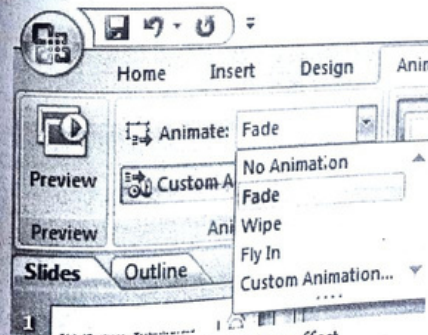 Home Insert Design Anim
Animate: Fade
No Animation
Preview
Custom A
Fade
Preview
Ani
Wipe
Fly In
Slides Outline
Custom Animation...
1
effect